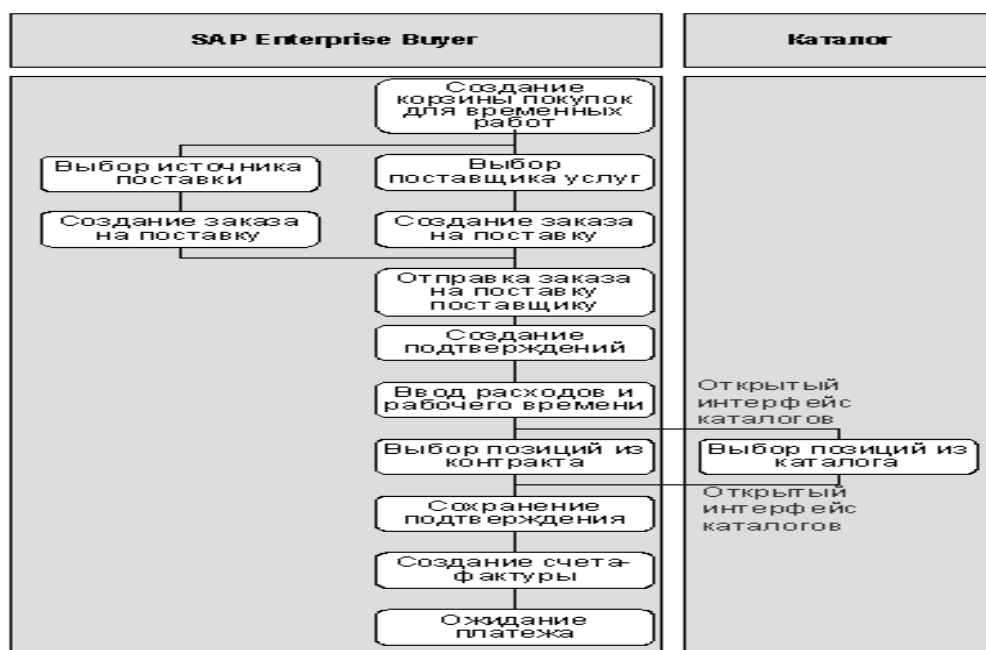 SAP Enterprise Buyer
Каталог
Создание
корзины покупок
для временных
работ
Выбор источника
поставки
Выбор
поставщика услуг
Создание заказа
на поставку
Создание заказа
на поставку
Отправка заказа
на поставку
поставщику
Создание
подтверждений
Ввод расходов и
рабочего времени
Открытый
интерфейс
каталогов
Выбор позиций из
контракта
Выбор позиций из
каталога
Открытый
интерфейс
каталогов
Сохранение
подтверждения
Создание счета-
фактуры
Ожидание
платежа